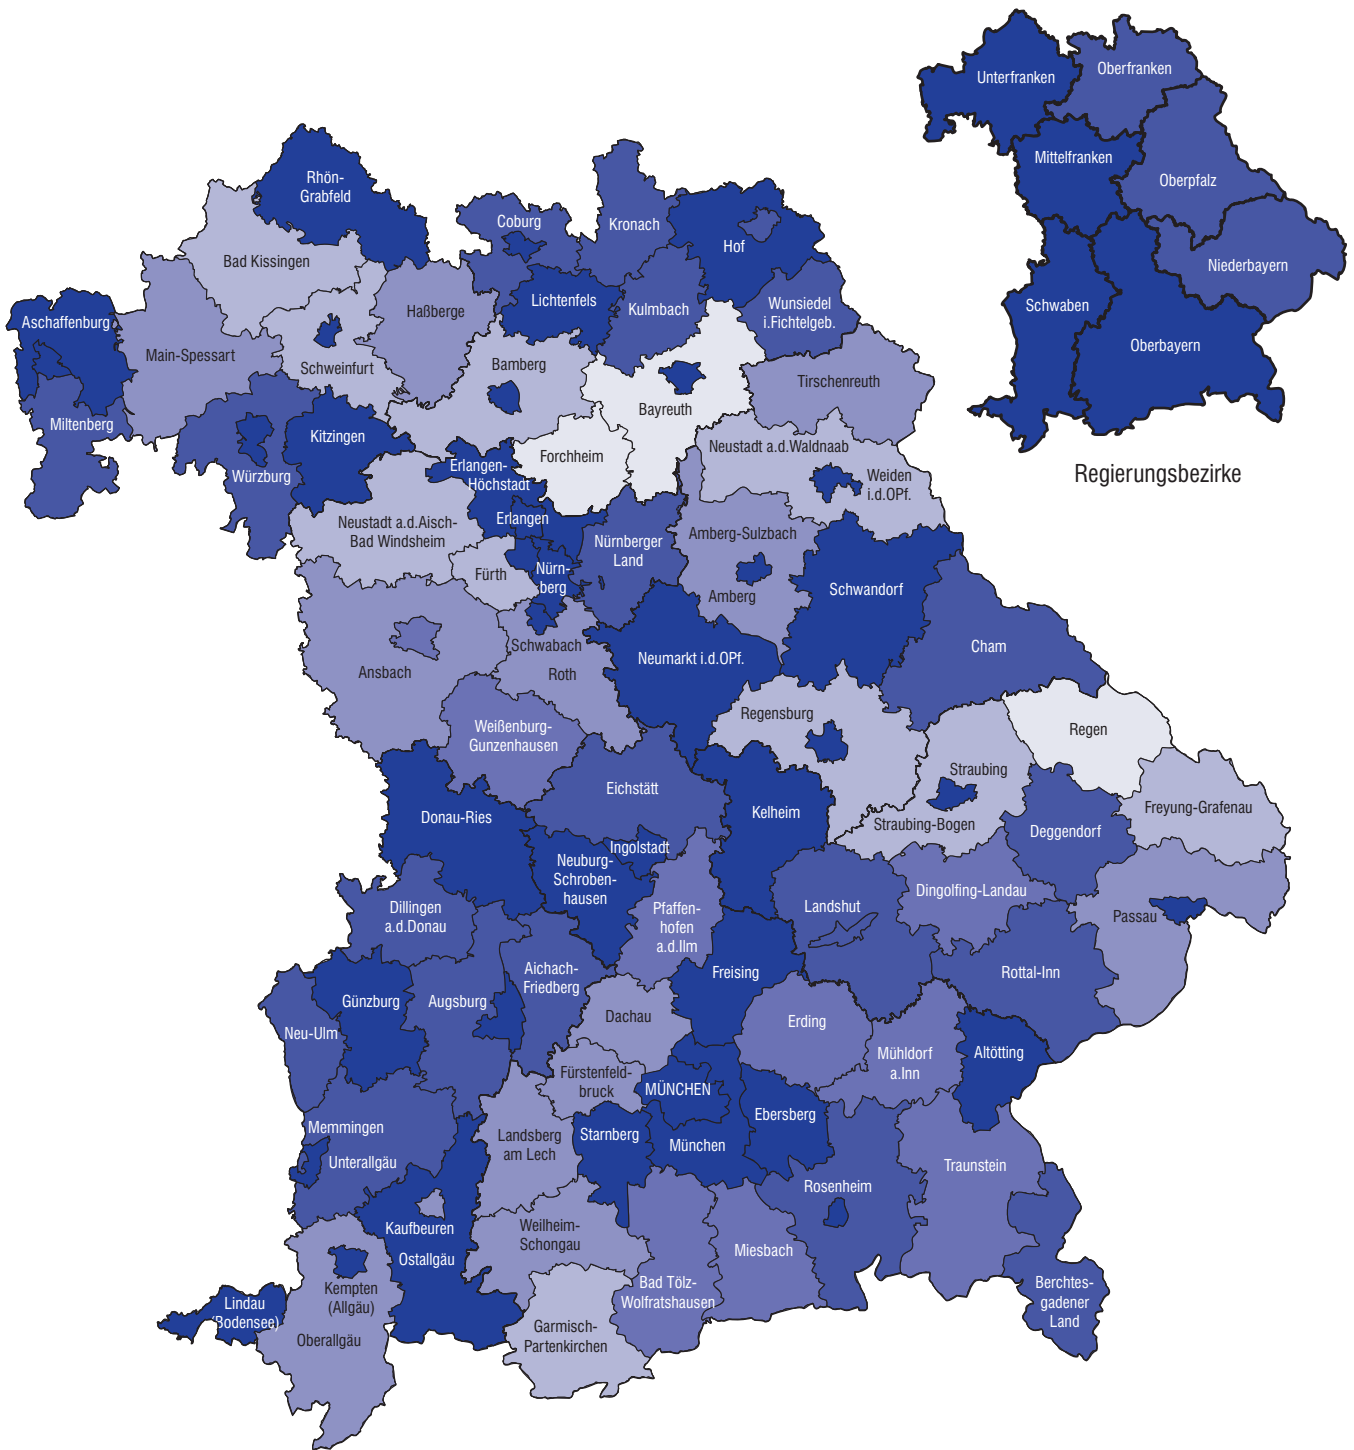 Unterfranken
Oberfranken
Mittelfranken
Oberpfalz
Niederbayern
Schwaben
Oberbayern
Regierungsbezirke
Rhön-
Grabfeld
Coburg
Kronach
Hof
Bad Kissingen
Lichtenfels
Kulmbach
Wunsiedel
i.Fichtelgeb.
Haßberge
Aschaffenburg
Main-Spessart
Schweinfurt
Bamberg
Tirschenreuth
Bayreuth
Miltenberg
Kitzingen
Würzburg
Forchheim
Neustadt a.d.Waldnaab
Weiden
i.d.OPf.
Erlangen-
Höchstadt
Erlangen
Neustadt a.d.Aisch-
Bad Windsheim
Fürth
Nürn-
berg
Nürnberger
Land
Amberg-Sulzbach
Amberg
Schwandorf
Cham
Schwabach
Roth
Ansbach
Neumarkt i.d.OPf.
Regensburg
Regen
Weißenburg-
Gunzenhausen
Straubing
Straubing-Bogen
Freyung-Grafenau
Eichstätt
Kelheim
Deggendorf
Donau-Ries
Ingolstadt
Neuburg-
Schroben-
hausen
Dingolfing-Landau
Passau
Dillingen
a.d.Donau
Pfaffen-
hofen
a.d.Ilm
Landshut
Rottal-Inn
Aichach-
Friedberg
Freising
Günzburg
Augsburg
Neu-Ulm
Dachau
Erding
Mühldorf
a.Inn
Altötting
Fürstenfeld-
bruck
MÜNCHEN
Ebersberg
München
Starnberg
Landsberg
am Lech
Memmingen
Unterallgäu
Traunstein
Rosenheim
Kaufbeuren
Ostallgäu
Weilheim-
Schongau
Miesbach
Bad Tölz-
Wolfratshausen
Berchtes-
gadener
Land
Kempten
(Allgäu)
Lindau
(Bodensee)
Oberallgäu
Garmisch-
Partenkirchen